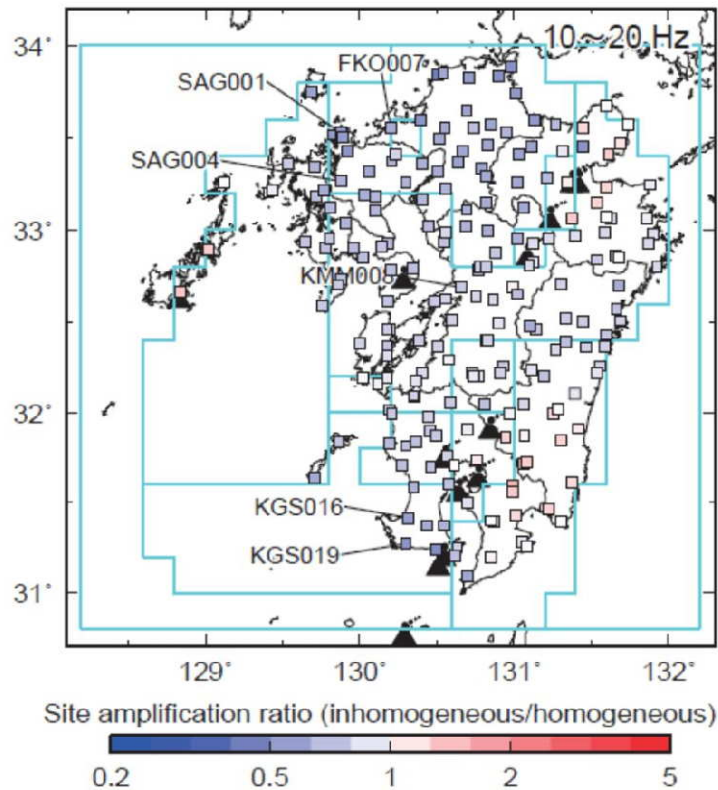 34°
10~20 Hz
FKO007
SAG001
SAG004
33°
KMM008
32°
KGS016
KGS019
31°
129°
130°
131°
132°
Site amplification ratio (inhomogeneous/homogeneous)
0.2
0.5
1
2
5